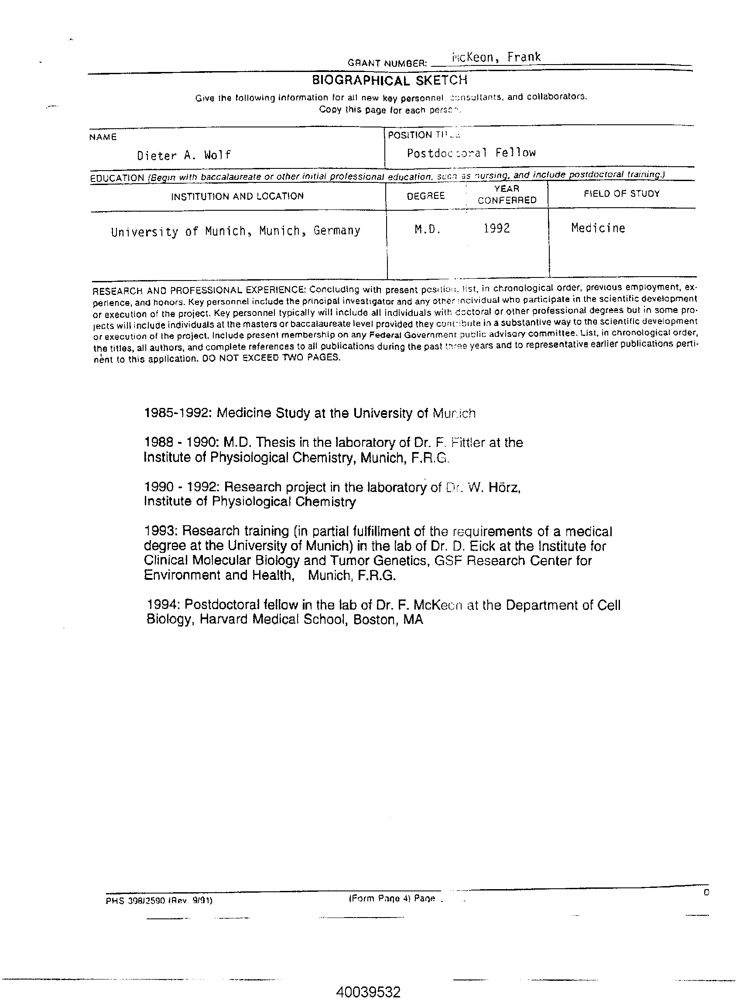 GRANT NUMBER: McKeon, Frank
BIOGRAPHICAL SKETCH
Give the following information for all new key personnel, consultants, and collaborators.
Copy this page for each person.
NAME
POSITION TITLE
Dieter A. Wolf
Postdoctoral Fellow
EDUCATION (Begin with baccalaureate or other initial professional education, such as nursing, and include postdoctoral training.)
INSTITUTION AND LOCATION DEGREE YEAR CONFERRED FIELD OF STUDY
University of Munich, Munich, Germany M.D. 1992 Medicine
RESEARCH AND PROFESSIONAL EXPERIENCE: Concluding with present position, list, in chronological order, previous employment, ex-
perience, and honors. Key personnel include the principal investigator and any other individual who participate in the scientific development
or execution of the project. Key personnel typically will include all individuals with doctoral or other professional degrees but in some pro-
jects will include individuals at the masters or baccalaureate level provided they contribute in a substantive way to the scientific development
or execution of the project. Include present membership on any Federal Government public advisory committee. List, in chronological order,
the titles, all authors, and complete references to all publications during the past three years and to representative earlier publications perti-
nent to this application. DO NOT EXCEED TWO PAGES.
1985-1992: Medicine Study at the University of Munich
1988 - 1990: M.D. Thesis in the laboratory of Dr. F. Fittler at the
Institute of Physiological Chemistry, Munich, F.R.G.
1990 - 1992: Research project in the laboratory of Dr. W. Hörz,
Institute of Physiological Chemistry
1993: Research training (in partial fulfillment of the requirements of a medical
degree at the University of Munich) in the lab of Dr. D. Eick at the Institute for
Clinical Molecular Biology and Tumor Genetics, GSF Research Center for
Environment and Health, Munich, F.R.G.
1994: Postdoctoral fellow in the lab of Dr. F. McKeon at the Department of Cell
Biology, Harvard Medical School, Boston, MA
PHS 398/2590 (Rev. 9/91) (Form Page 4) Page
40039532